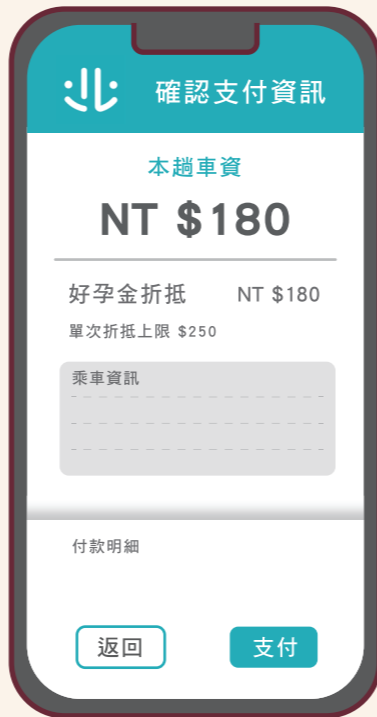 確認支付資訊
本趟車資
NT $180
好孕金折抵 NT $180
單次折抵上限 $250
乘車資訊
付款明細
返回 支付